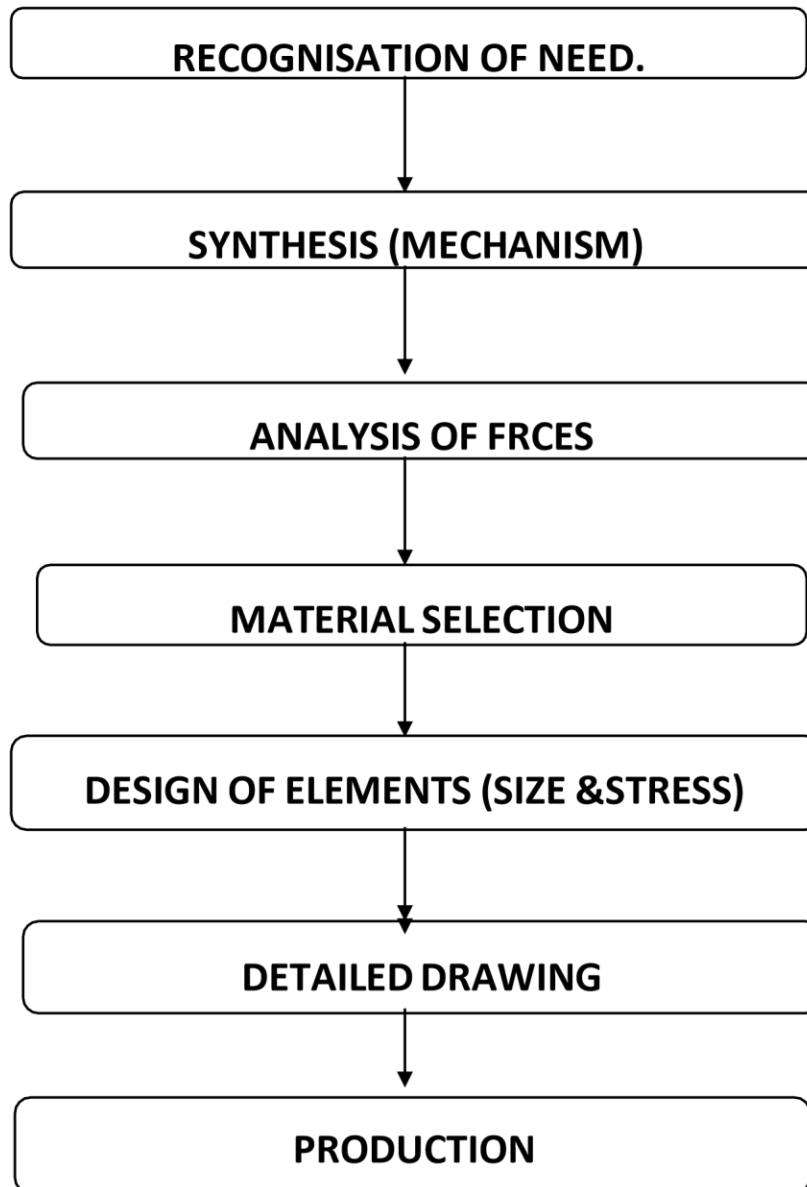 RECOGNISATION OF NEED.
SYNTHESIS (MECHANISM)
ANALYSIS OF FRCES
MATERIAL SELECTION
DESIGN OF ELEMENTS (SIZE &STRESS)
DETAILED DRAWING
PRODUCTION